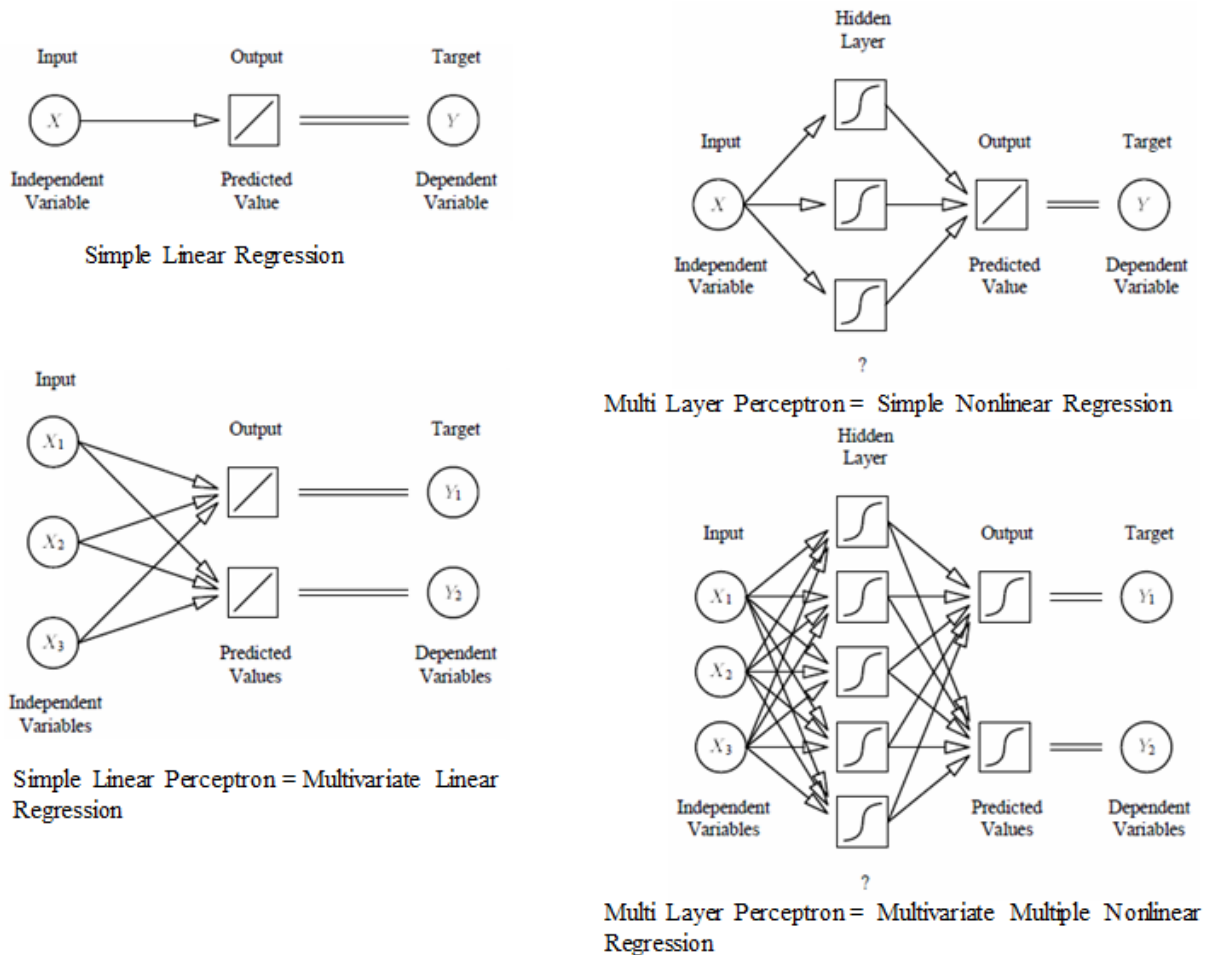 Input Output Target
X Y
Independent Predicted Dependent
Variable Value Variable
Simple Linear Regression
Hidden
Layer
Input Output Target
X Y
Independent Predicted Dependent
Variable Value Variable
?
Multi Layer Perceptron = Simple Nonlinear Regression
Input
X1 Output Target
Y1
X2
Y2
X3 Predicted Dependent
Values Variables
Independent
Variables
Simple Linear Perceptron = Multivariate Linear
Regression
Hidden
Layer
Input Output Target
X1 Y1
X2
X3 Y2
Independent Predicted Dependent
Variables Values Variables
?
Multi Layer Perceptron = Multivariate Multiple Nonlinear
Regression